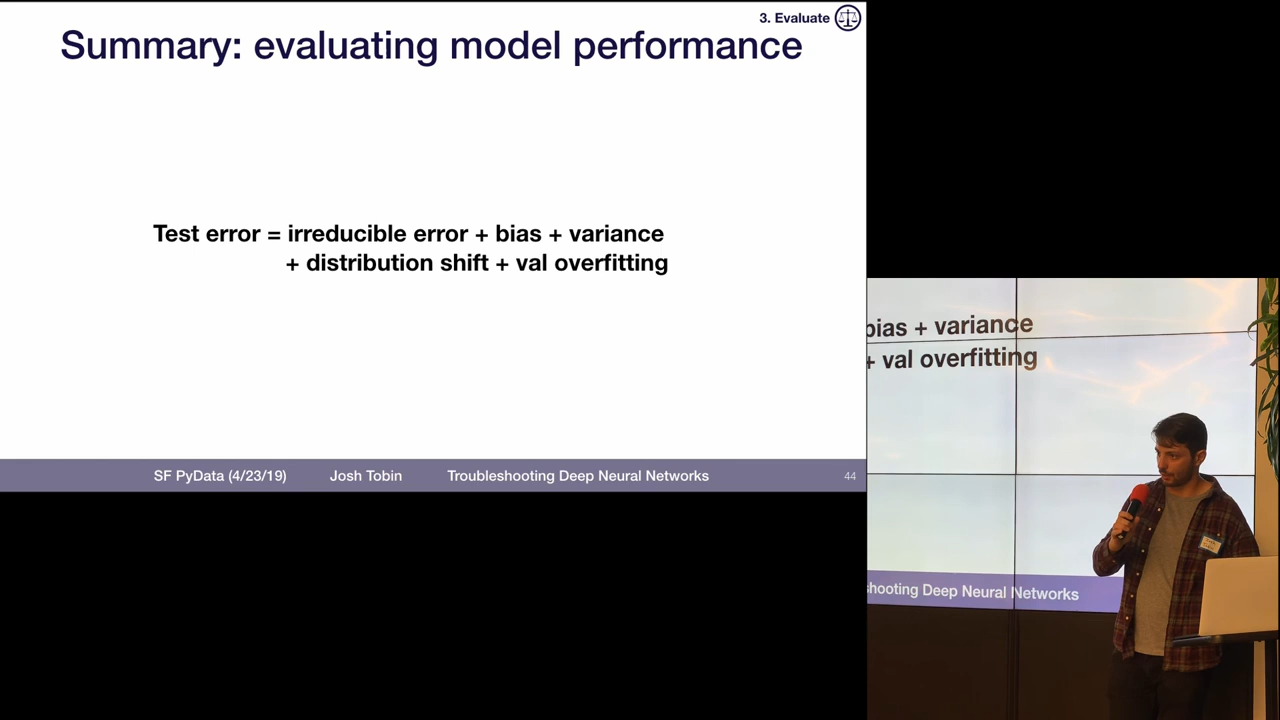 3. Evaluate
Summary: evaluating model performance
Test error = irreducible error + bias + variance
+ distribution shift + val overfitting
SF PyData (4/23/19) Josh Tobin Troubleshooting Deep Neural Networks 44
bias + variance
+ val overfitting
shooting Deep Neural Networks